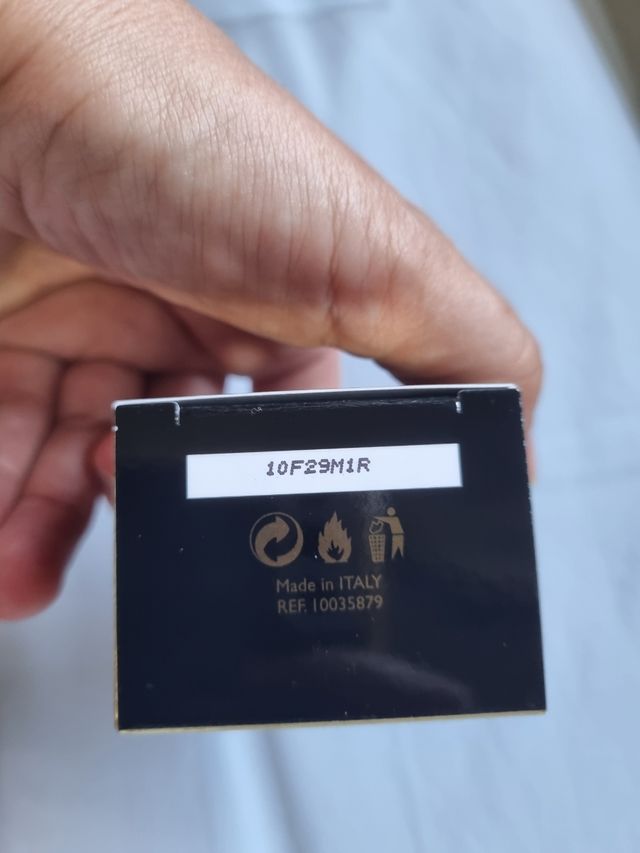 10F29M1R
Made in ITALY
REF. 10035879